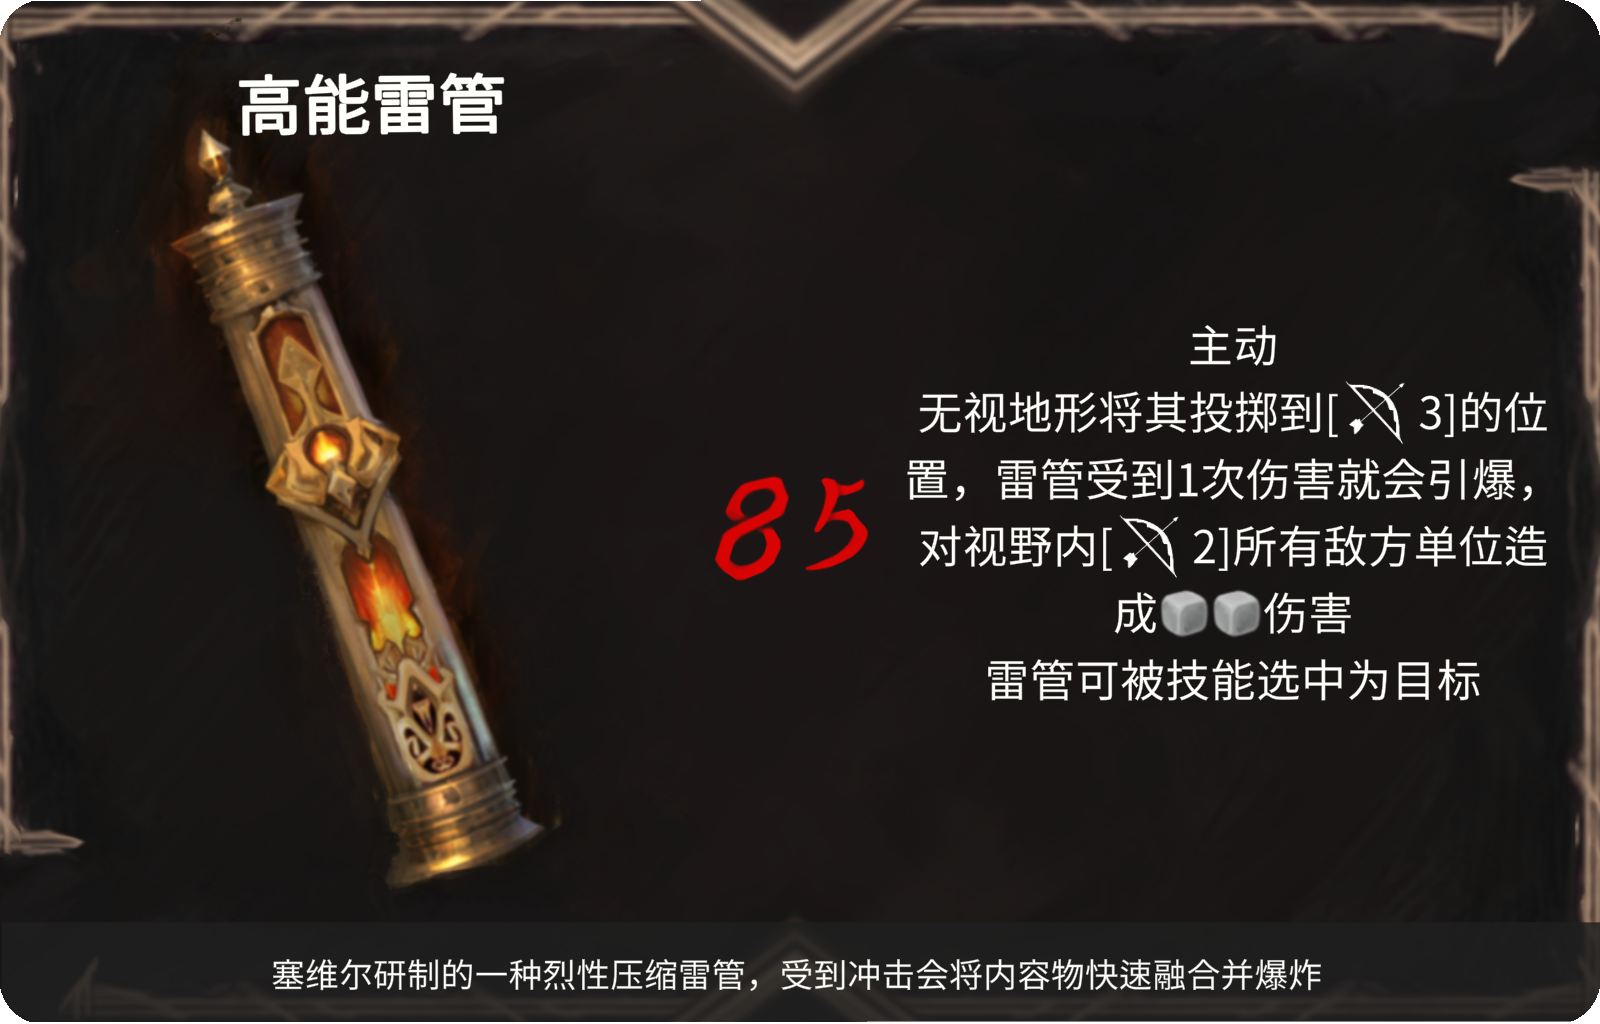 高能雷管
85
主动
无视地形将其投掷到[3]的位
置，雷管受到1次伤害就会引爆，
对视野内[2]所有敌方单位造
成伤害
雷管可被技能选中为目标
塞维尔研制的一种烈性压缩雷管，受到冲击会将内容物快速融合并爆炸